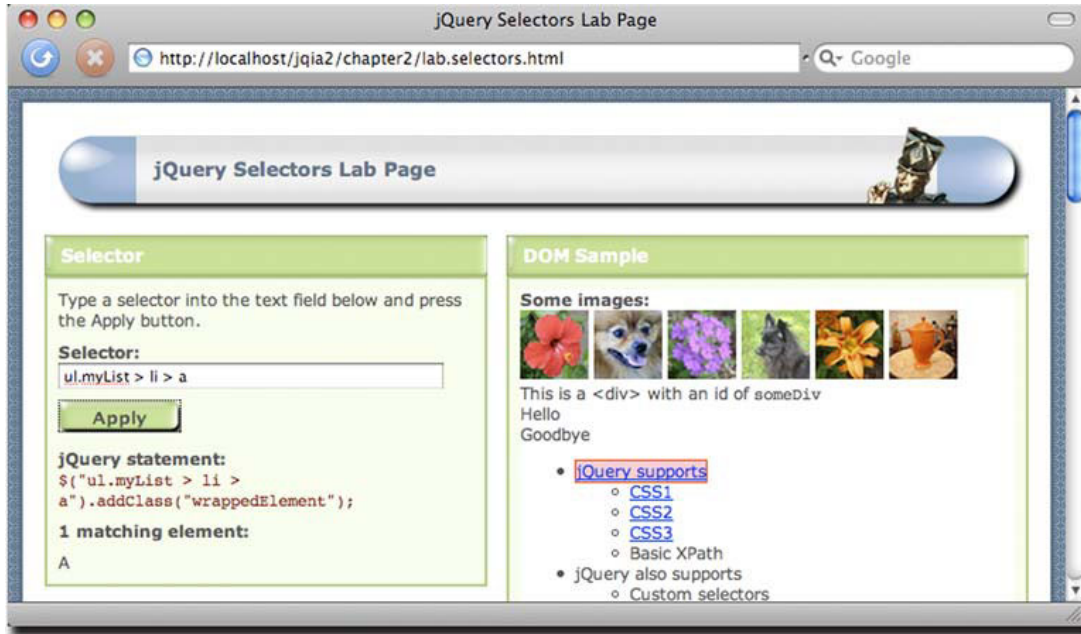 jQuery Selectors Lab Page
http://localhost/jqia2/chapter2/lab.selectors.html
Google
jQuery Selectors Lab Page
Selector
Type a selector into the text field below and press
the Apply button.
Selector:
ul.myList > li > a
Apply
jQuery statement:
$("ul.myList > li >
a").addClass("wrappedElement");
1 matching element:
A
DOM Sample
Some images:
This is a <div> with an id of someDiv
Hello
Goodbye
jQuery supports
CSS1
CSS2
CSS3
Basic XPath
jQuery also supports
Custom selectors